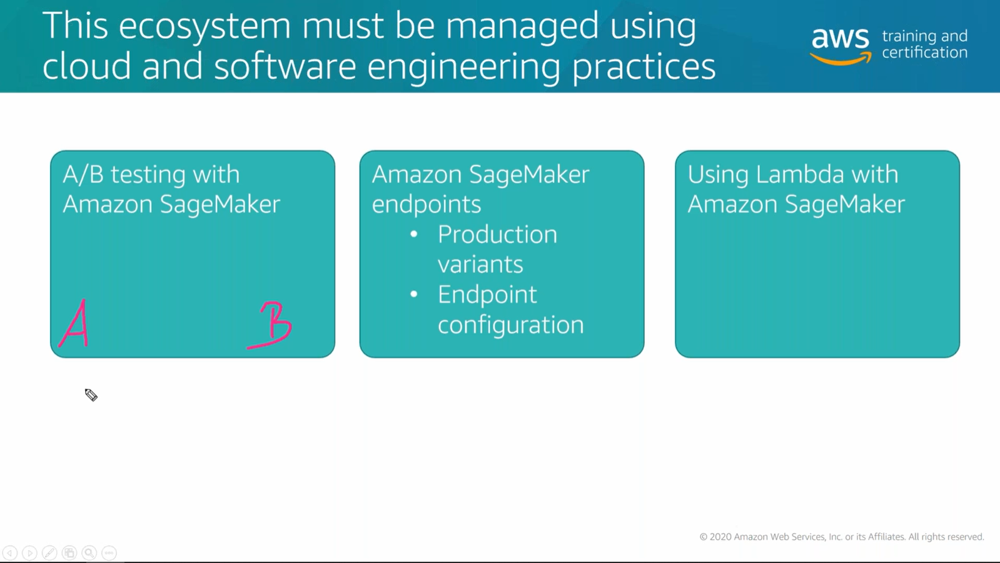 This ecosystem must be managed using
cloud and software engineering practices
aws training and
certification
A/B testing with
Amazon SageMaker
A B
Amazon SageMaker
endpoints
• Production
variants
• Endpoint
configuration
Using Lambda with
Amazon SageMaker
© 2020 Amazon Web Services, Inc. or its Affiliates. All rights reserved.